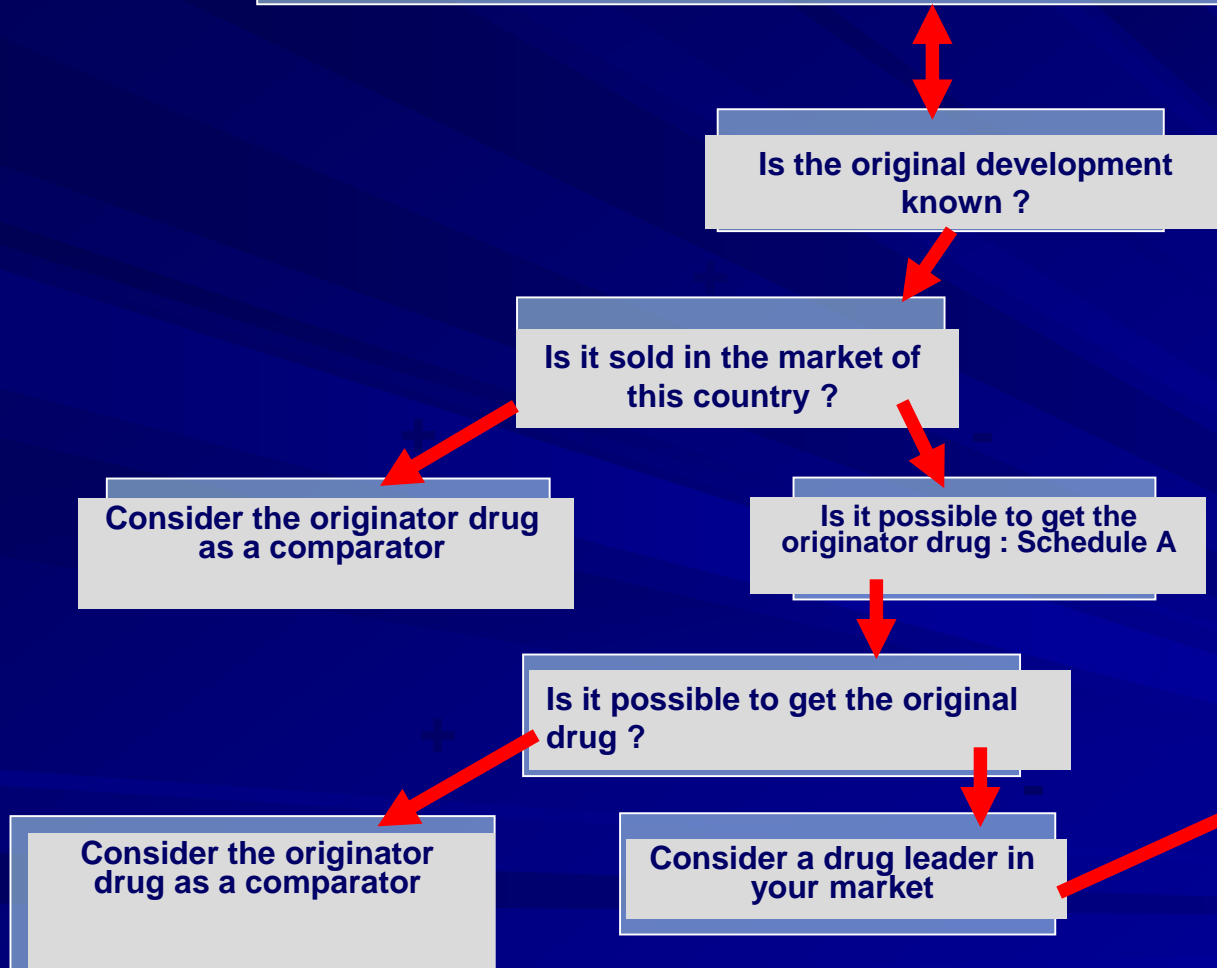 Is the original development
known ?
+
Is it sold in the market of
this country ?
+
-
Consider the originator drug
as a comparator
Is it possible to get the
originator drug : Schedule A
Is it possible to get the original
drug ?
+
-
Consider the originator
drug as a comparator
Consider a drug leader in
your market